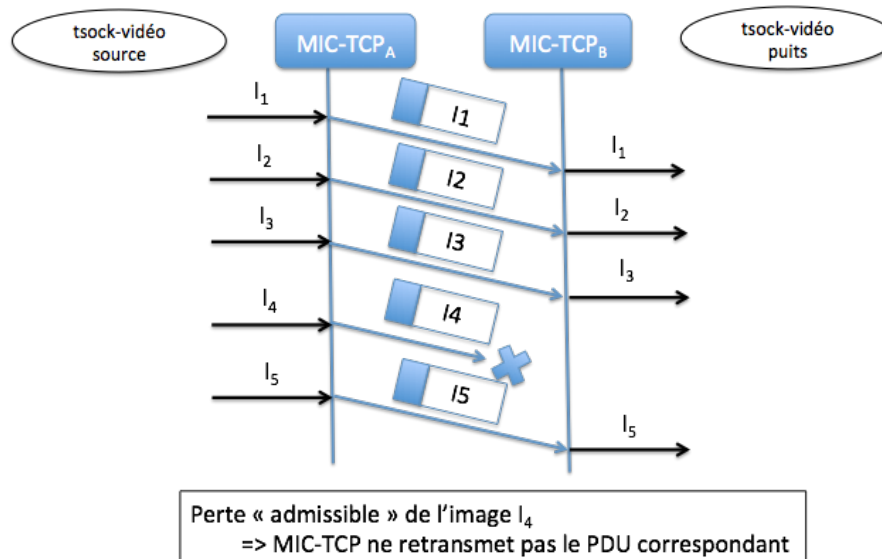 tsock-vidéo
source
MIC-TCPA
MIC-TCPB
tsock-vidéo
puits
I1
I1
I1
I2
I2
I2
I3
I3
I3
I4
I4
I5
I5
I5
Perte « admissible » de l’image I4
=> MIC-TCP ne retransmet pas le PDU correspondant